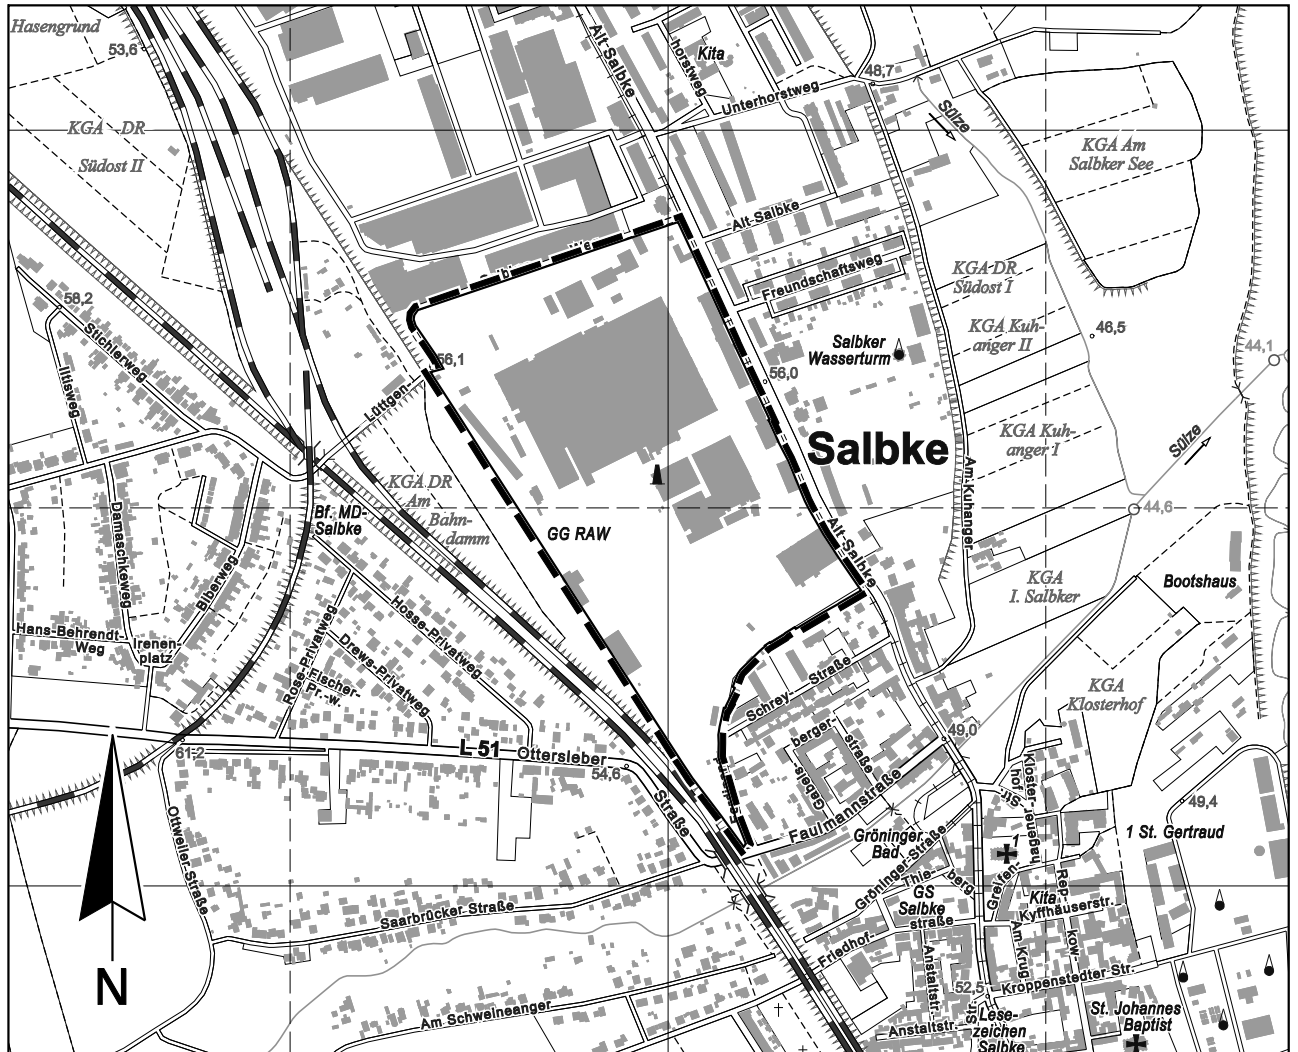 Hasengrund
53,6
KGA DR
Südost II
58,2
Stichlerweg
Iltisweg
Alt Salbke
horstweg
Kita
Unterhorstweg
48,7
Sülze
KGA Am
Salbker See
Alt-Salbke
Freundschaftsweg
KGA DR
Südost I
KGA Kuh-
anger II
46,5
44,1
Salbker
Wasserturm
56,1
56,0
Lüttgen-
Salbke
KGA Kuh-
anger I
Sülze
Am Kuhanger
44,6
KGA DR
Am
Bahn-
damm
Bf. MD-
Salbke
GG RAW
Alt-Salbke
Damaschkeweg
Biberweg
Hans-Behrendt-
Weg
Irenen-
platz
Rose-Privatweg
Hosse-Privatweg
Drews-Privatweg
Fischer-
Pr.-w.
KGA
I. Salbker
Bootshaus
KGA
Klosterhof
Schrey- Straße
berger-
straße
Gabels-
Faulmannstraße
49,0
61,2
L 51
Ottersleber
54,6
Straße
Ottweiler Straße
Saarbrücker Straße
Am Schweineanger
Gröninger
Bad
Gröninger Straße
Thie-
berg
GS
Salbke
Friedhof-
straße
Kloster-
hof
Str.
49,4
1
1 St. Gertraud
Greifen-
hagener
Kita
Kyffhäuserstr.
Rep-
kow-
Am Krug
Kroppenstedter Str.
Anstaltstr.
Anstaltstr.
52,5
Str.
Lese-
zeichen
Salbke
St. Johannes
Baptist
N